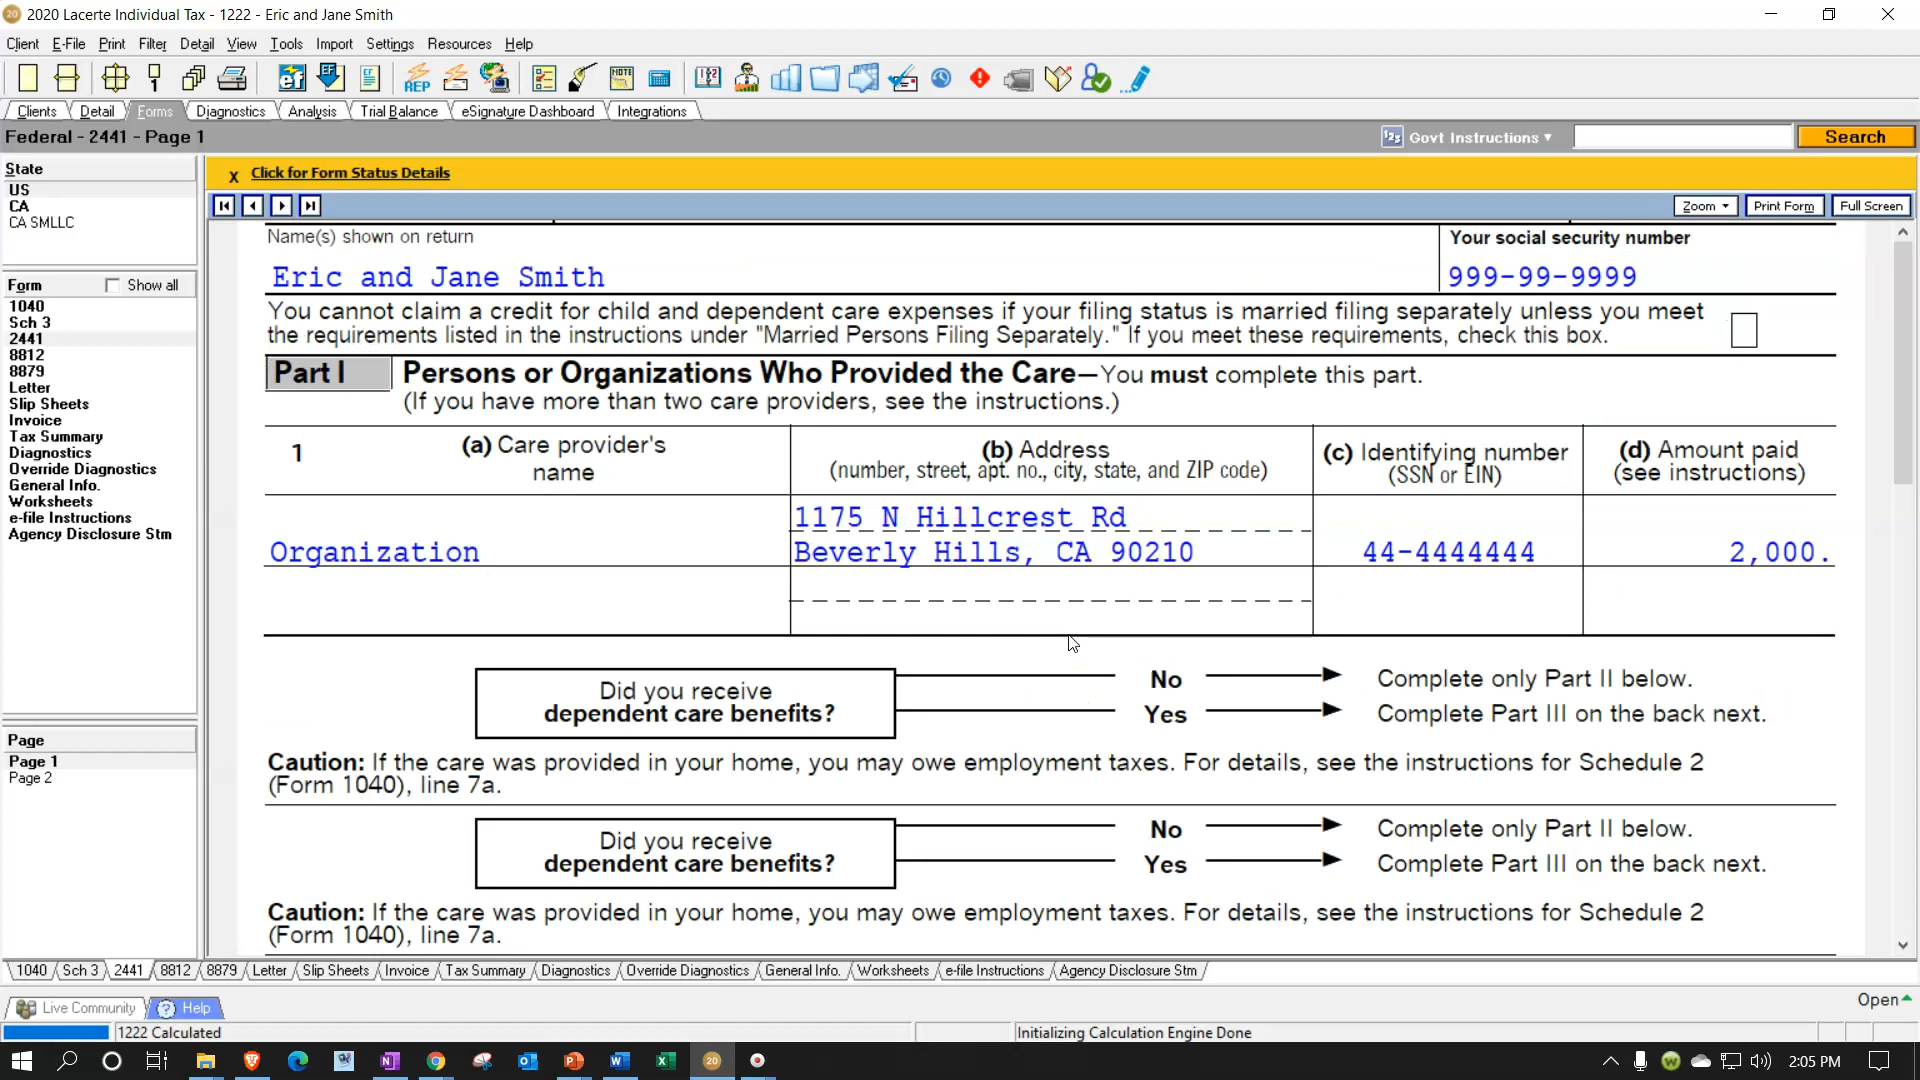 2020 Lacerte Individual Tax - 1222 - Eric and Jane Smith
Client E-File Print Filter Detail View Tools Import Settings Resources Help
Clients Detail Forms Diagnostics Analysis Trial Balance eSignature Dashboard Integrations
Federal - 2441 - Page 1
Govt Instructions
Search
State
US
CA
CA SMLLC
Form Show all
1040
Sch 3
2441
8812
8879
Letter
Slip Sheets
Invoice
Tax Summary
Diagnostics
Override Diagnostics
General Info.
Worksheets
e-file Instructions
Agency Disclosure Stm
Page
Page 1
Page 2
x Click for Form Status Details
Zoom Print Form Full Screen
Name(s) shown on return
Your social security number
Eric and Jane Smith
999-99-9999
You cannot claim a credit for child and dependent care expenses if your filing status is married filing separately unless you meet
the requirements listed in the instructions under "Married Persons Filing Separately." If you meet these requirements, check this box.
Part I Persons or Organizations Who Provided the Care—You must complete this part.
(If you have more than two care providers, see the instructions.)
1 (a) Care provider's
name
(b) Address
(number, street, apt. no., city, state, and ZIP code)
(c) Identifying number
(SSN or EIN)
(d) Amount paid
(see instructions)
1175 N Hillcrest Rd
Organization Beverly Hills, CA 90210 44-4444444 2,000.
Did you receive
dependent care benefits?
No Complete only Part II below.
Yes Complete Part III on the back next.
Caution: If the care was provided in your home, you may owe employment taxes. For details, see the instructions for Schedule 2
(Form 1040), line 7a.
Did you receive
dependent care benefits?
No Complete only Part II below.
Yes Complete Part III on the back next.
Caution: If the care was provided in your home, you may owe employment taxes. For details, see the instructions for Schedule 2
(Form 1040), line 7a.
1040 Sch 3 2441 8812 8879 Letter Slip Sheets Invoice Tax Summary Diagnostics Override Diagnostics General Info. Worksheets e-file Instructions Agency Disclosure Stm
Live Community Help
Open
1222 Calculated
Initializing Calculation Engine Done
2:05 PM